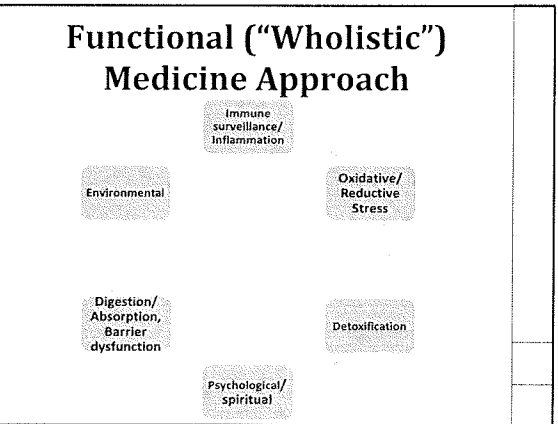 Functional (“Wholistic”)
Medicine Approach
Immune
surveillance/
Inflammation
Environmental
Oxidative/
Reductive
Stress
Digestion/
Absorption,
Barrier
dysfunction
Detoxification
Psychological/
spiritual